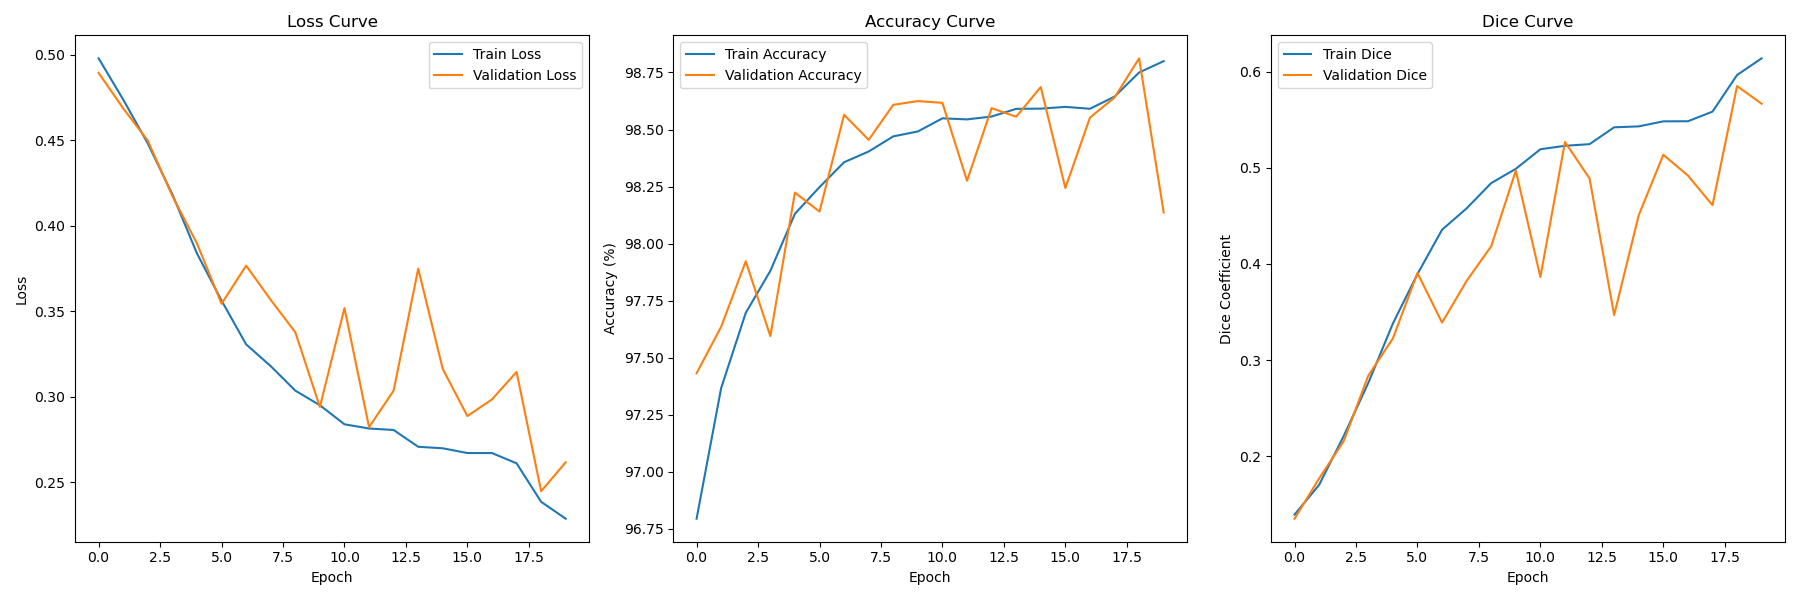 Loss Curve
Train Loss
Validation Loss
0.50
0.45
0.40
0.35
0.30
0.25
Loss
0.0 2.5 5.0 7.5 10.0 12.5 15.0 17.5
Epoch
Accuracy Curve
Train Accuracy
Validation Accuracy
98.75
98.50
98.25
98.00
97.75
97.50
97.25
97.00
96.75
Accuracy (%)
0.0 2.5 5.0 7.5 10.0 12.5 15.0 17.5
Epoch
Dice Curve
Train Dice
Validation Dice
0.6
0.5
0.4
0.3
0.2
Dice Coefficient
0.0 2.5 5.0 7.5 10.0 12.5 15.0 17.5
Epoch